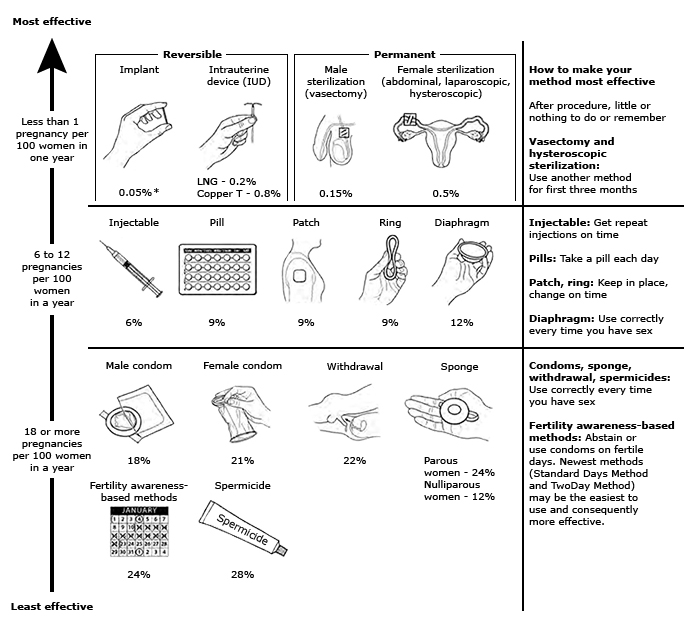 Most effective
Reversible
Permanent
Implant
Intrauterine
device (IUD)
Male
sterilization
(vasectomy)
Female sterilization
(abdominal, laparoscopic,
hysteroscopic)
How to make your
method most effective
Less than 1
pregnancy per
100 women in
one year
After procedure, little or
nothing to do or remember
Vasectomy and
hysteroscopic
sterilization:
Use another method
for first three months
0.05%*
LNG - 0.2%
Copper T - 0.8%
0.15%
0.5%
6 to 12
pregnancies
per 100
women
in a year
Injectable
Pill
Patch
Ring
Diaphragm
6%
9%
9%
9%
12%
Injectable: Get repeat
injections on time
Pills: Take a pill each day
Patch, ring: Keep in place,
change on time
Diaphragm: Use correctly
every time you have sex
18 or more
pregnancies
per 100 women
in a year
Male condom
Female condom
Withdrawal
Sponge
18%
21%
22%
Parous
women - 24%
Nulliparous
women - 12%
Condoms, sponge,
withdrawal, spermicides:
Use correctly every time
you have sex
Fertility awareness-based
methods: Abstain or
use condoms on fertile
days. Newest methods
(Standard Days Method
and TwoDay Method)
may be the easiest to
use and consequently
more effective.
Fertility awareness-
based methods
JANUARY
Spermicide
Spermicide
24%
28%
Least effective